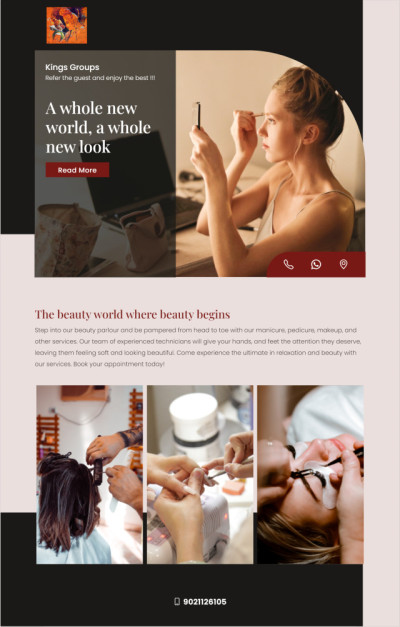 Kings Groups
Refer the guest and enjoy the best !!!
A whole new
world, a whole
new look
Read More
The beauty world where beauty begins
Step into our beauty parlour and be pampered from head to toe with our manicure, pedicure, makeup, and
other services. Our team of experienced technicians will give your hands, and feet the attention they deserve,
leaving them feeling soft and looking beautiful. Come experience the ultimate in relaxation and beauty with
our services. Book your appointment today!
9021126105